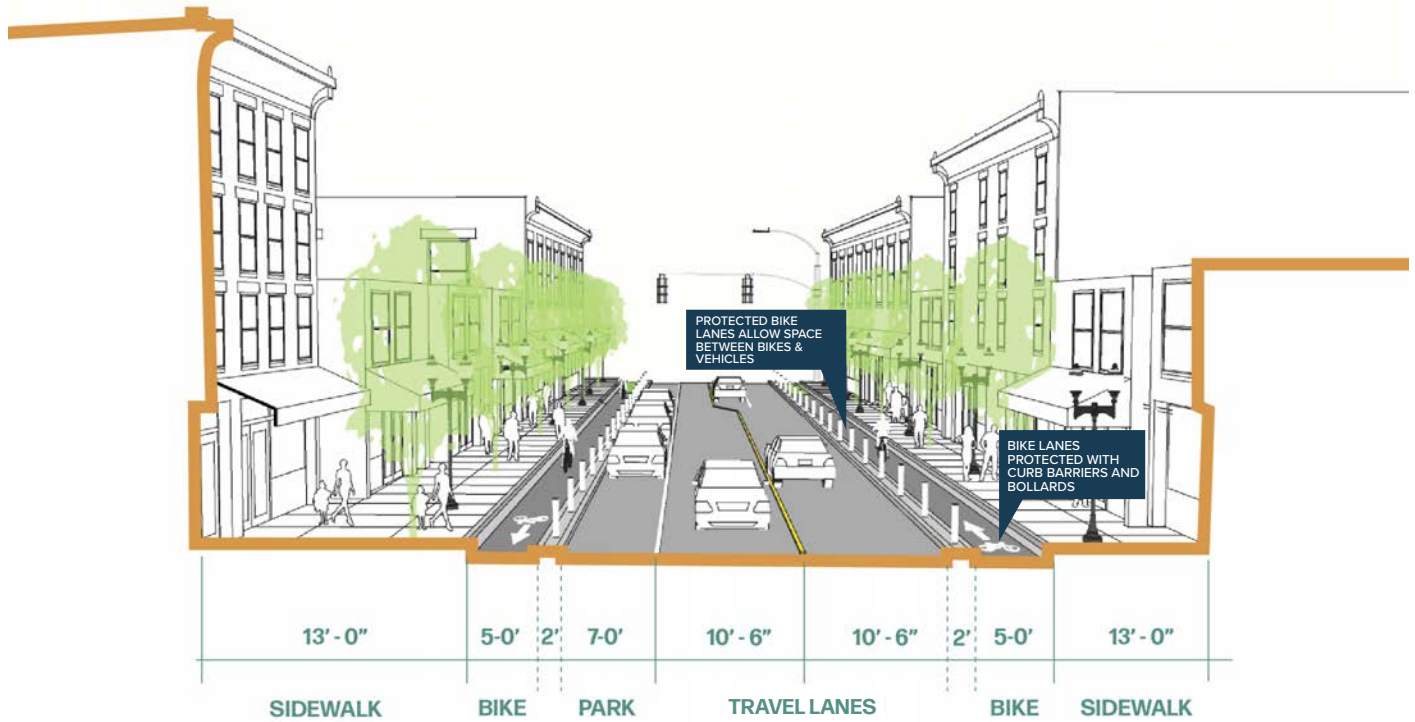 PROTECTED BIKE
LANES ALLOW SPACE
BETWEEN BIKES &
VEHICLES
BIKE LANES
PROTECTED WITH
CURB BARRIERS AND
BOLLARDS
13' - 0" 5-0' 2' 7-0' 10' - 6" 10' - 6" 2' 5-0' 13' - 0"
SIDEWALK BIKE PARK TRAVEL LANES BIKE SIDEWALK